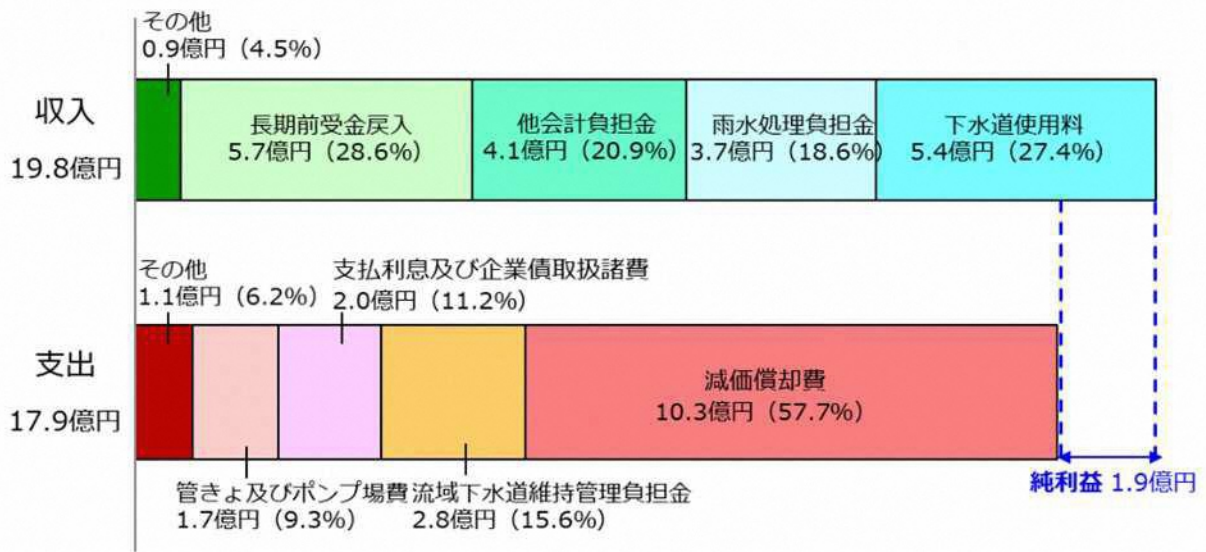 その他
0.9億円（4.5%）
収入
19.8億円
長期前受金戻入
5.7億円（28.6%）
他会計負担金
4.1億円（20.9%）
雨水処理負担金
3.7億円（18.6%）
下水道使用料
5.4億円（27.4%）
その他
1.1億円（6.2%）
支払利息及び企業債取扱諸費
2.0億円（11.2%）
支出
17.9億円
減価償却費
10.3億円（57.7%）
管きょ及びポンプ場費
1.7億円（9.3%）
流域下水道維持管理負担金
2.8億円（15.6%）
純利益 1.9億円